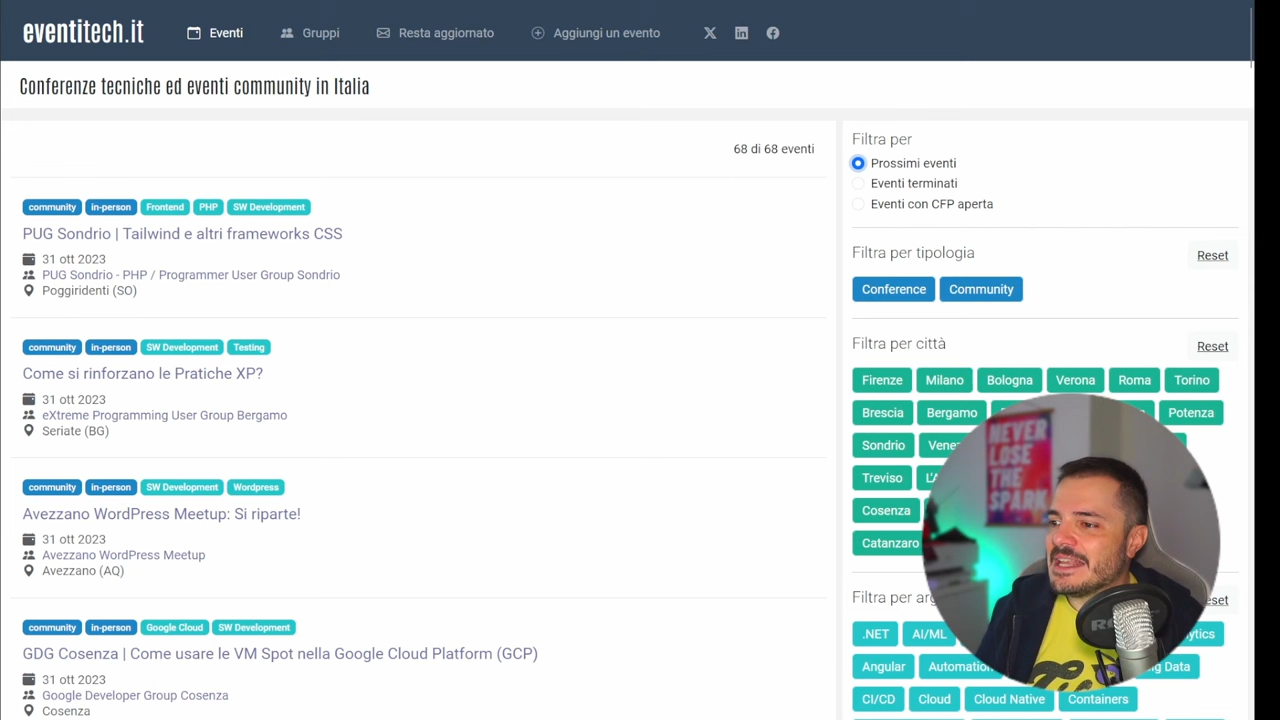 eventitech.it
Eventi
Gruppi
Resta aggiornato
Aggiungi un evento
Conferenze tecniche ed eventi community in Italia
68 di 68 eventi
community in-person Frontend PHP SW Development
PUG Sondrio | Tailwind e altri frameworks CSS
31 ott 2023
PUG Sondrio - PHP / Programmer User Group Sondrio
Poggiridenti (SO)
community in-person SW Development Testing
Come si rinforzano le Pratiche XP?
31 ott 2023
eXtreme Programming User Group Bergamo
Seriate (BG)
community in-person SW Development Wordpress
Avezzano WordPress Meetup: Si riparte!
31 ott 2023
Avezzano WordPress Meetup
Avezzano (AQ)
community in-person Google Cloud SW Development
GDG Cosenza | Come usare le VM Spot nella Google Cloud Platform (GCP)
31 ott 2023
Google Developer Group Cosenza
Cosenza
Filtra per
Prossimi eventi
Eventi terminati
Eventi con CFP aperta
Filtra per tipologia
Reset
Conference Community
Filtra per città
Reset
Firenze Milano Bologna Verona Roma Torino
Brescia Bergamo Potenza
Sondrio
Treviso
Cosenza
Catanzaro
Filtra per
.NET AI/ML
Angular Automation Big Data
CI/CD Cloud Cloud Native Containers
NEVER
LOSE
THE
SPARK